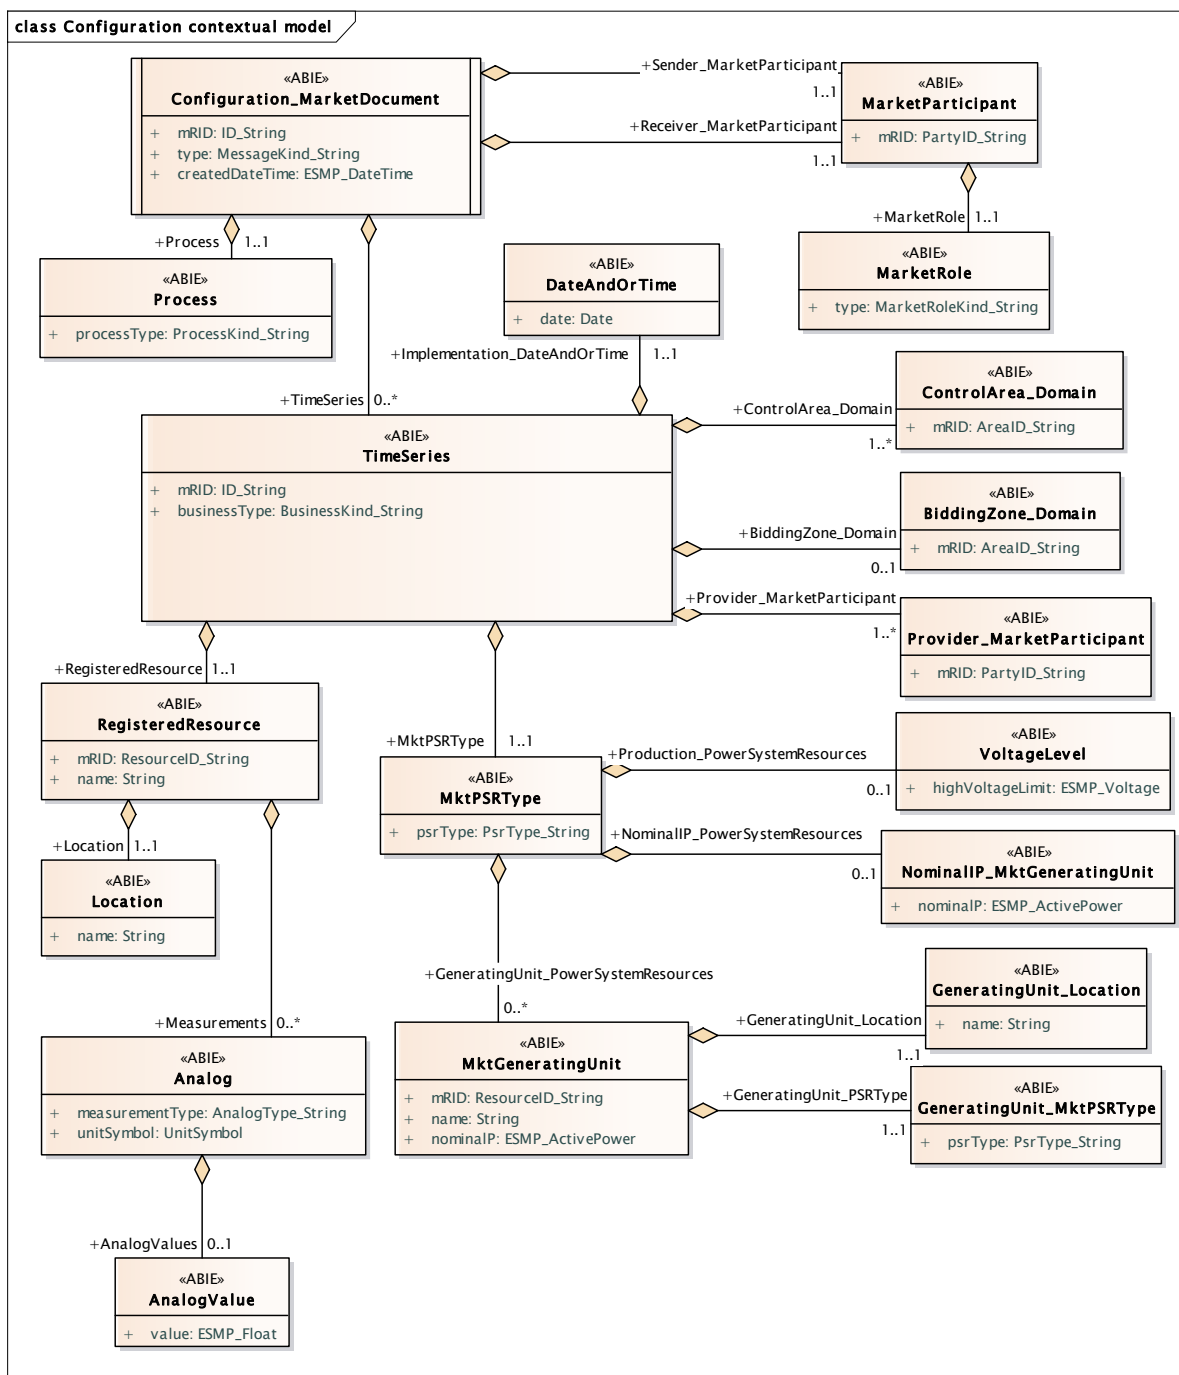 class Configuration contextual model
«ABIE»
Configuration_MarketDocument
+ mRID: ID_String
+ type: MessageKind_String
+ createdDateTime: ESMP_DateTime
+Sender_MarketParticipant
1..1
+Receiver_MarketParticipant
1..1
«ABIE»
MarketParticipant
+ mRID: PartyID_String
+MarketRole 1..1
«ABIE»
MarketRole
+ type: MarketRoleKind_String
+Process 1..1
«ABIE»
Process
+ processType: ProcessKind_String
«ABIE»
DateAndOrTime
+ date: Date
+Implementation_DateAndOrTime 1..1
+TimeSeries 0..*
«ABIE»
TimeSeries
+ mRID: ID_String
+ businessType: BusinessKind_String
+ControlArea_Domain
1..*
«ABIE»
ControlArea_Domain
+ mRID: AreaID_String
+BiddingZone_Domain
0..1
«ABIE»
BiddingZone_Domain
+ mRID: AreaID_String
+Provider_MarketParticipant
1..*
«ABIE»
Provider_MarketParticipant
+ mRID: PartyID_String
+RegisteredResource 1..1
«ABIE»
RegisteredResource
+ mRID: ResourceID_String
+ name: String
+MktPSRType 1..1
«ABIE»
MktPSRType
+ psrType: PsrType_String
+Production_PowerSystemResources
0..1
«ABIE»
VoltageLevel
+ highVoltageLimit: ESMP_Voltage
+NominalIP_PowerSystemResources
0..1
«ABIE»
NominalIP_MktGeneratingUnit
+ nominalP: ESMP_ActivePower
+Location 1..1
«ABIE»
Location
+ name: String
+GeneratingUnit_PowerSystemResources
0..*
«ABIE»
MktGeneratingUnit
+ mRID: ResourceID_String
+ name: String
+ nominalP: ESMP_ActivePower
+GeneratingUnit_Location
1..1
«ABIE»
GeneratingUnit_Location
+ name: String
+GeneratingUnit_PSRType
1..1
«ABIE»
GeneratingUnit_MktPSRType
+ psrType: PsrType_String
+Measurements 0..*
«ABIE»
Analog
+ measurementType: AnalogType_String
+ unitSymbol: UnitSymbol
+AnalogValues 0..1
«ABIE»
AnalogValue
+ value: ESMP_Float